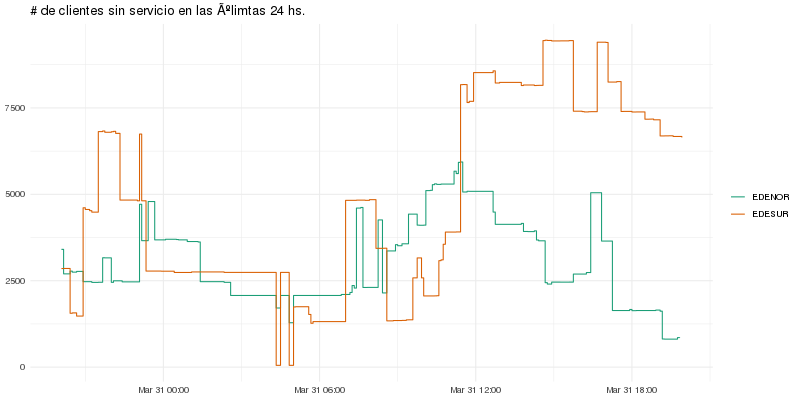 # de clientes sin servicio en las Ãºlimtas 24 hs.
7500
5000
2500
0
Mar 31 00:00
Mar 31 06:00
Mar 31 12:00
Mar 31 18:00
EDENOR
EDESUR